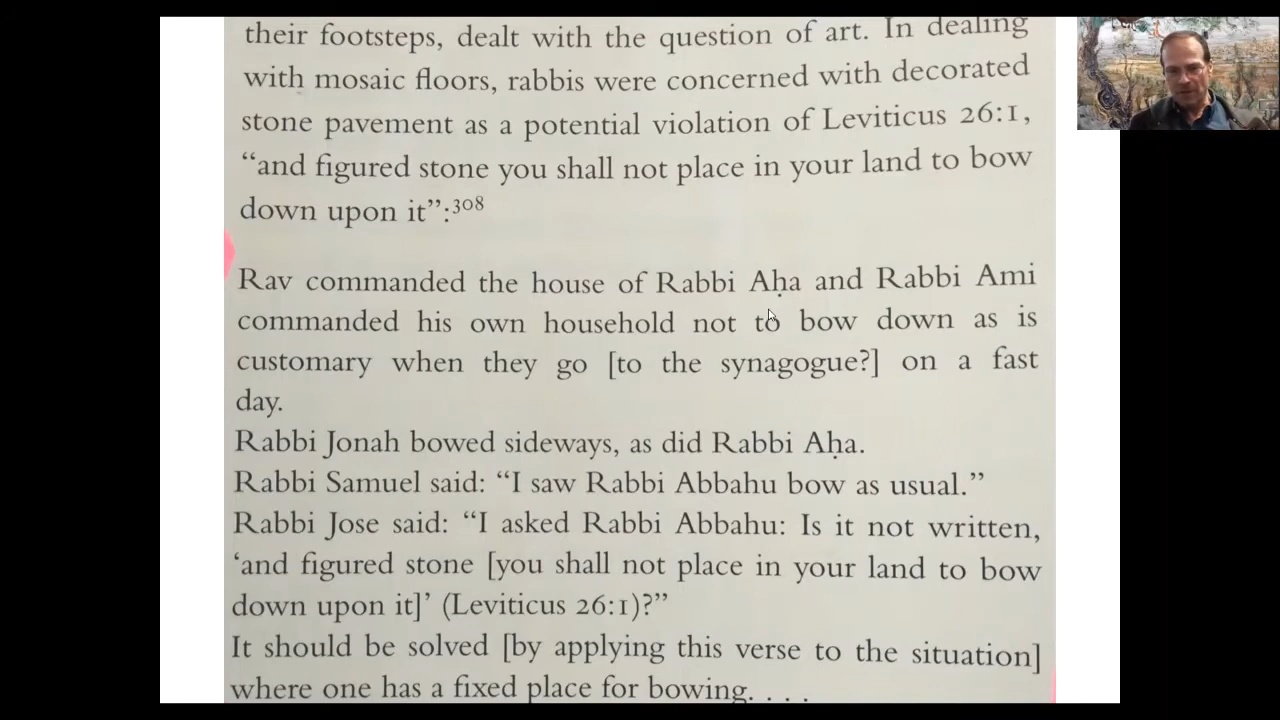 their footsteps, dealt with the question of art. In dealing
with mosaic floors, rabbis were concerned with decorated
stone pavement as a potential violation of Leviticus 26:1,
“and figured stone you shall not place in your land to bow
down upon it”:308
Rav commanded the house of Rabbi Aḥa and Rabbi Ami
commanded his own household not to bow down as is
customary when they go [to the synagogue?] on a fast
day.
Rabbi Jonah bowed sideways, as did Rabbi Aḥa.
Rabbi Samuel said: “I saw Rabbi Abbahu bow as usual.”
Rabbi Jose said: “I asked Rabbi Abbahu: Is it not written,
‘and figured stone [you shall not place in your land to bow
down upon it]’ (Leviticus 26:1)?”
It should be solved [by applying this verse to the situation]
where one has a fixed place for bowing. . . .